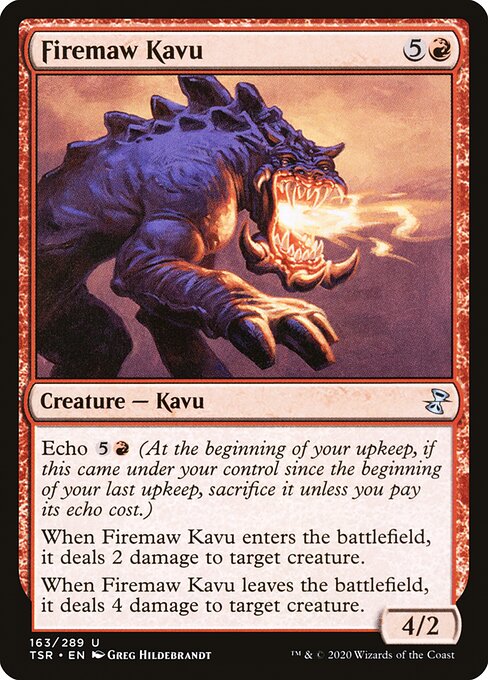 Firemaw Kavu 5
Creature — Kavu
Echo 5 (At the beginning of your upkeep, if
this came under your control since the beginning
of your last upkeep, sacrifice it unless you pay
its echo cost.)
When Firemaw Kavu enters the battlefield,
it deals 2 damage to target creature.
When Firemaw Kavu leaves the battlefield,
it deals 4 damage to target creature.
4/2
163/289 U
TSR • EN Greg Hildebrandt
™ & © 2020 Wizards of the Coast